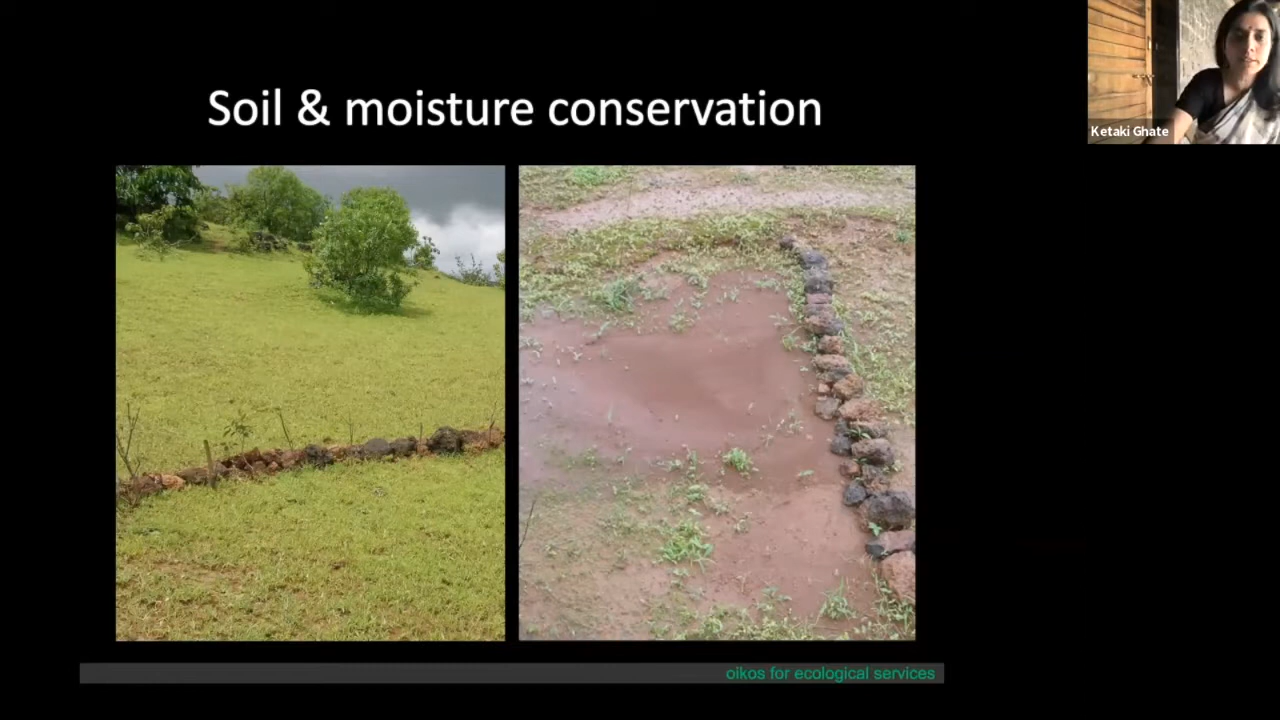 Soil & moisture conservation
Ketaki Ghate
oikos for ecological services